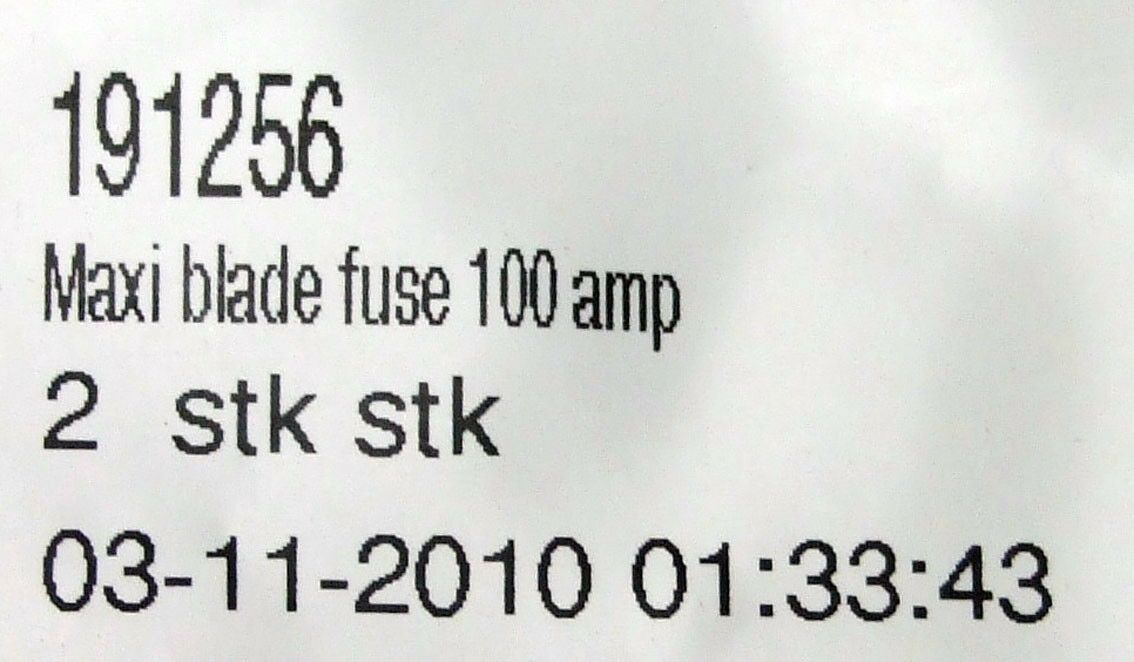 191256
Maxi blade fuse 100 amp
2 stk stk
03-11-2010 01:33:43